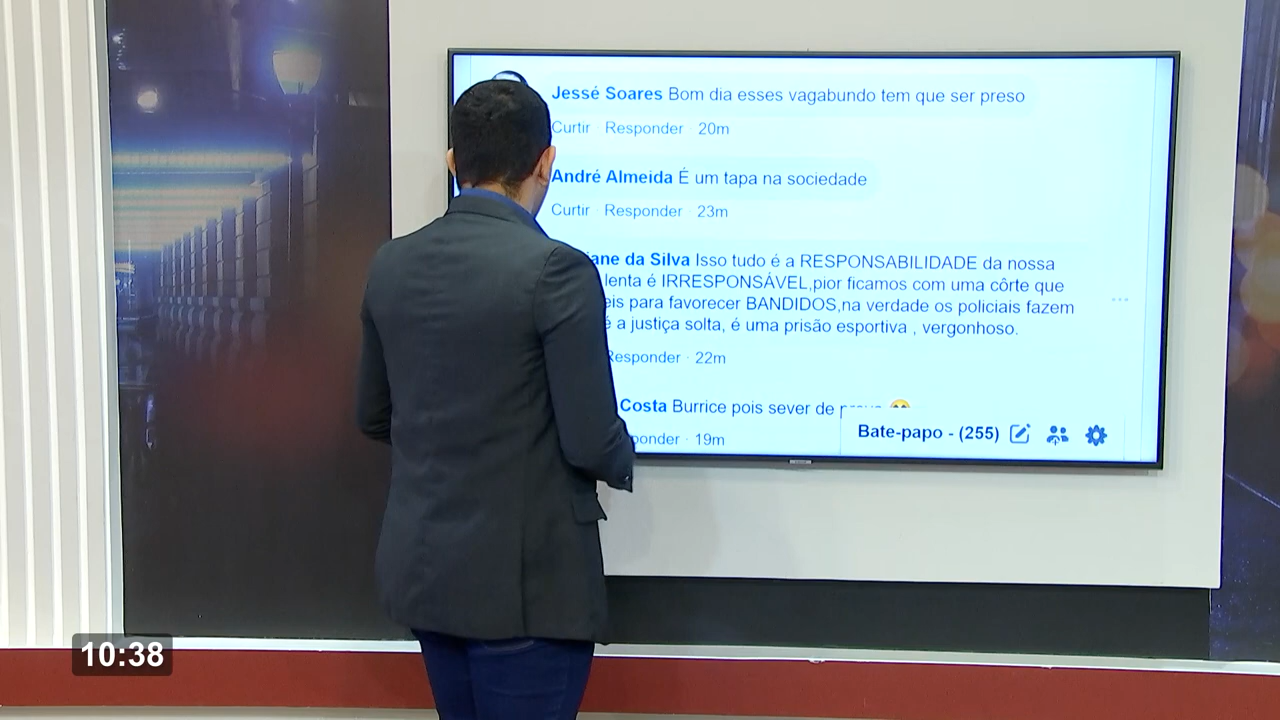 Jessé Soares Bom dia esses vagabundo tem que ser preso
Curtir · Responder · 20m
André Almeida É um tapa na sociedade
Curtir · Responder · 23m
da Silva Isso tudo é a RESPONSABILIDADE da nossa
lenta é IRRESPONSÁVEL,pior ficamos com uma côrte que
para favorecer BANDIDOS,na verdade os policiais fazem
é a justiça solta, é uma prisão esportiva , vergonhoso.
Responder · 22m
Costa Burrice pois sever de
19m
Bate-papo - (255)
10:38